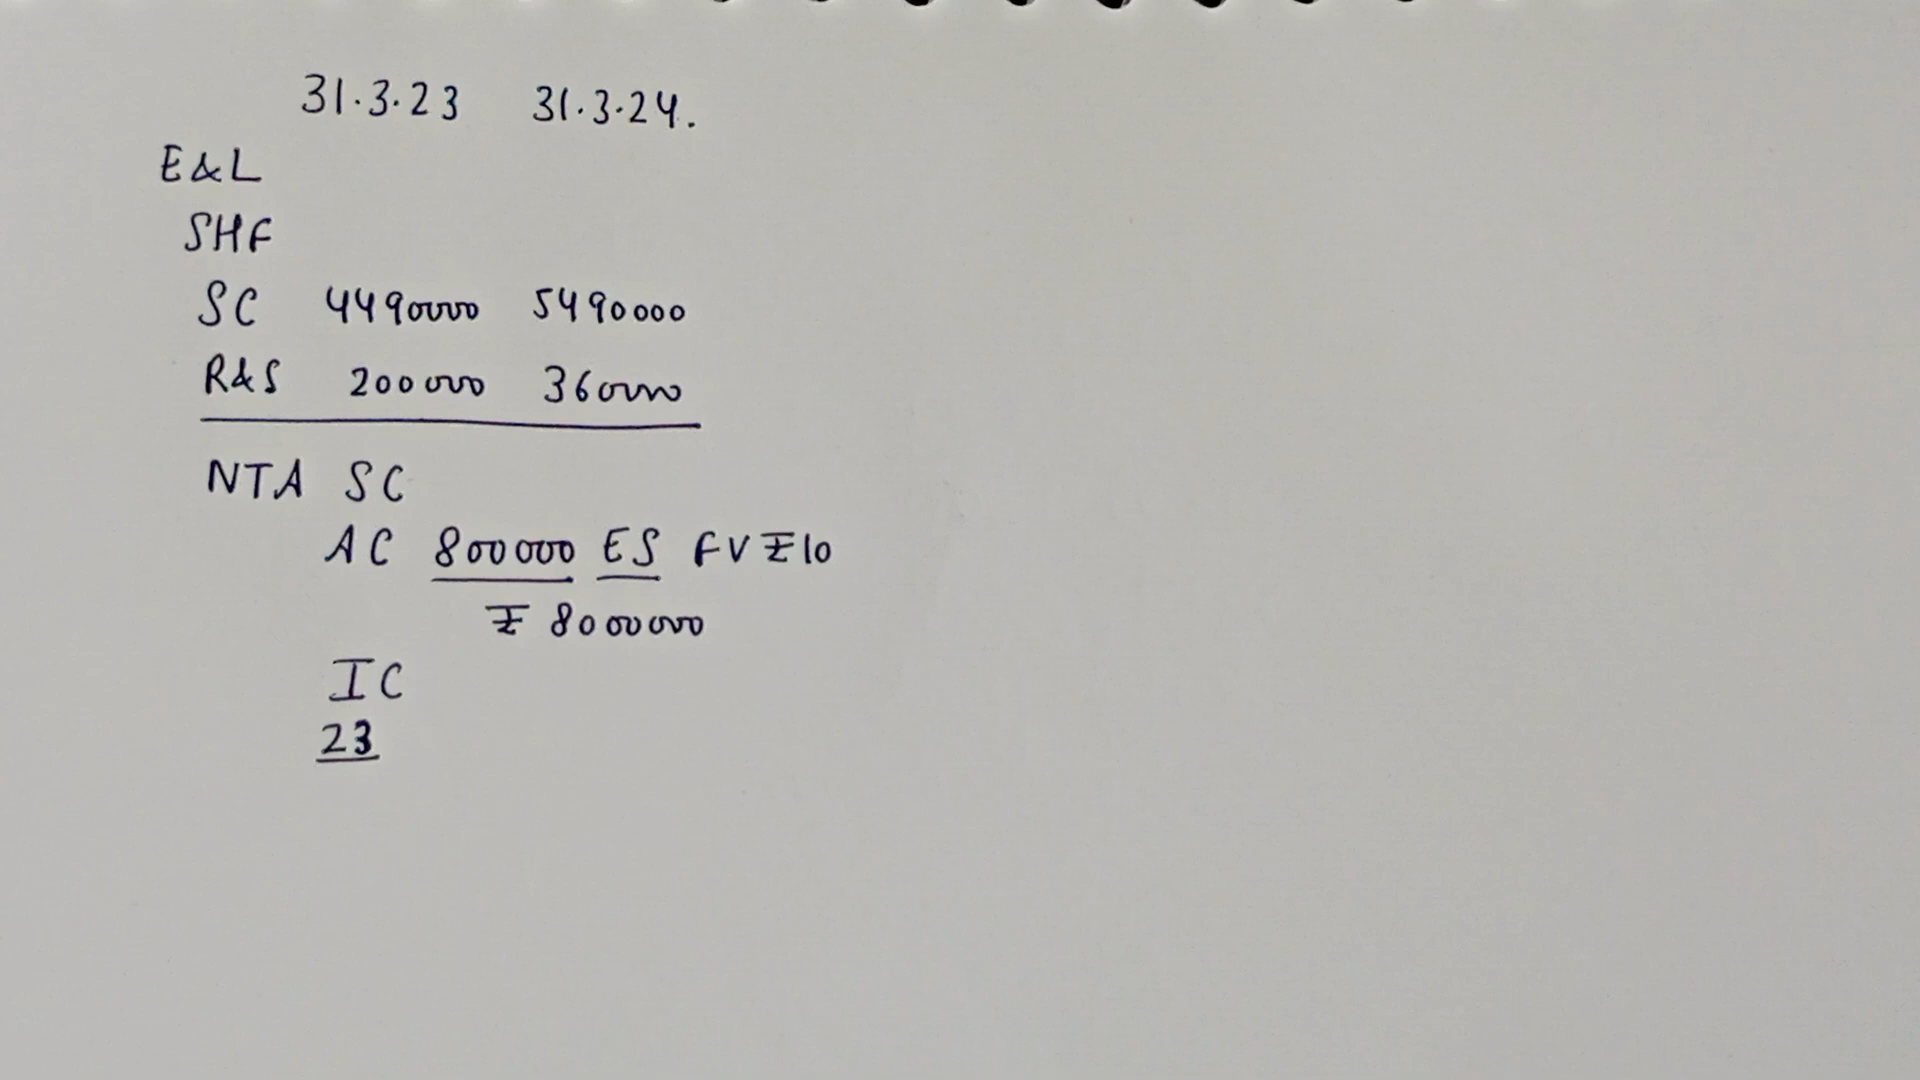 31.3.23 31.3.24.
E&L
SHF
SC 4490000 5490000
R&S 200000 360000
NTA SC
AC 800000 ES FV ₹10
₹ 8000000
IC
23